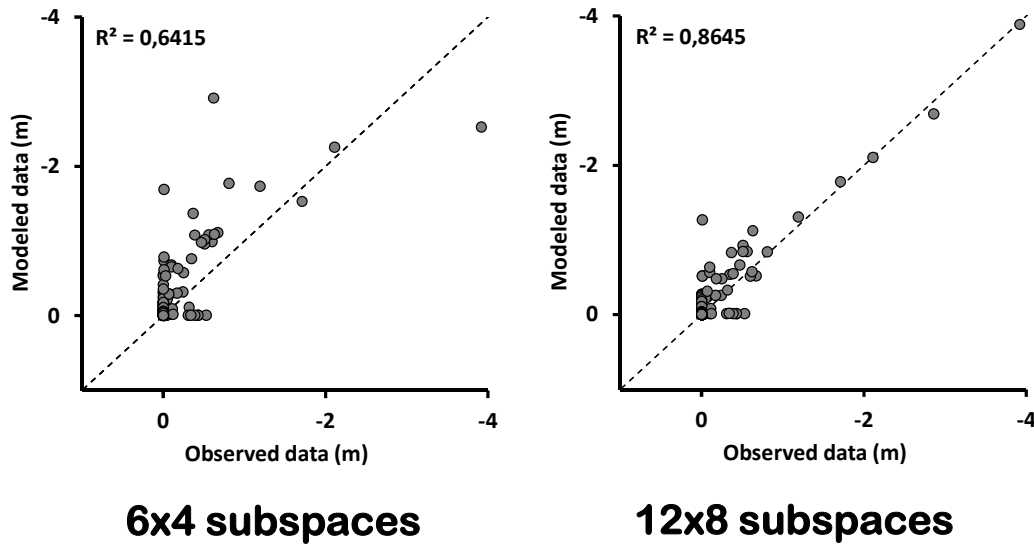 -4
R² = 0,6415
-2
0
Modeled data (m)
0
-2
-4
Observed data (m)
6x4 subspaces
-4
R² = 0,8645
-2
0
Modeled data (m)
0
-2
-4
Observed data (m)
12x8 subspaces